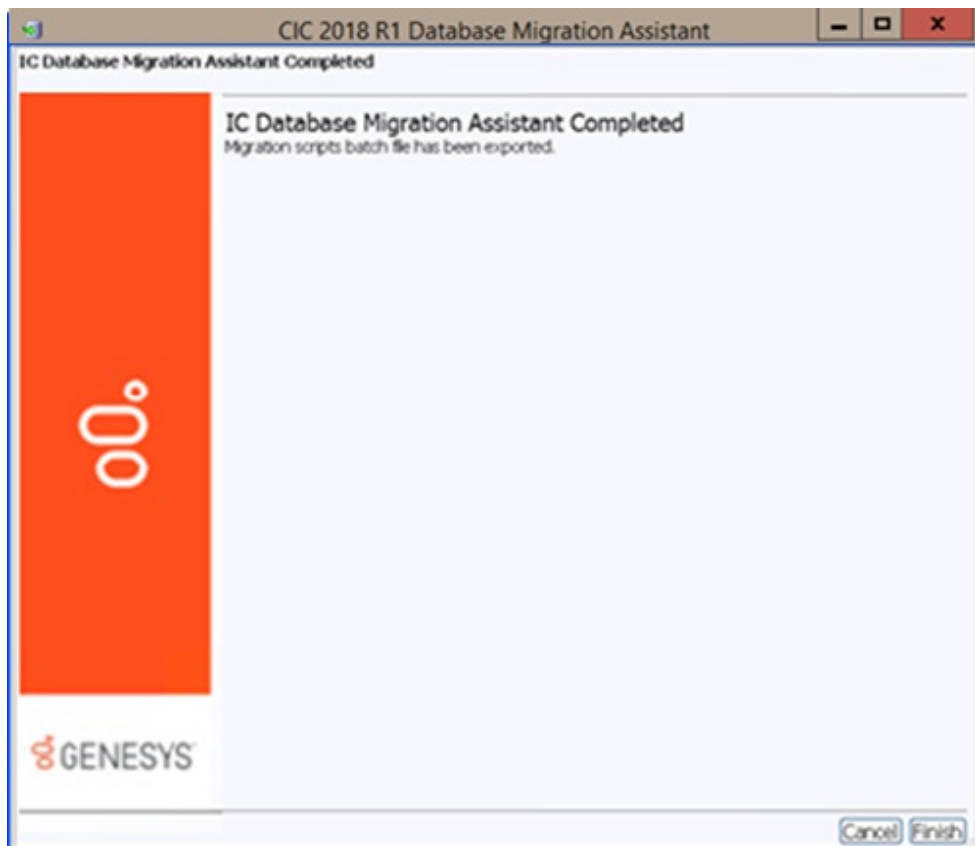 CIC 2018 R1 Database Migration Assistant
IC Database Migration Assistant Completed
IC Database Migration Assistant Completed
Migration scripts batch file has been exported.
GENESYS
Cancel Finish